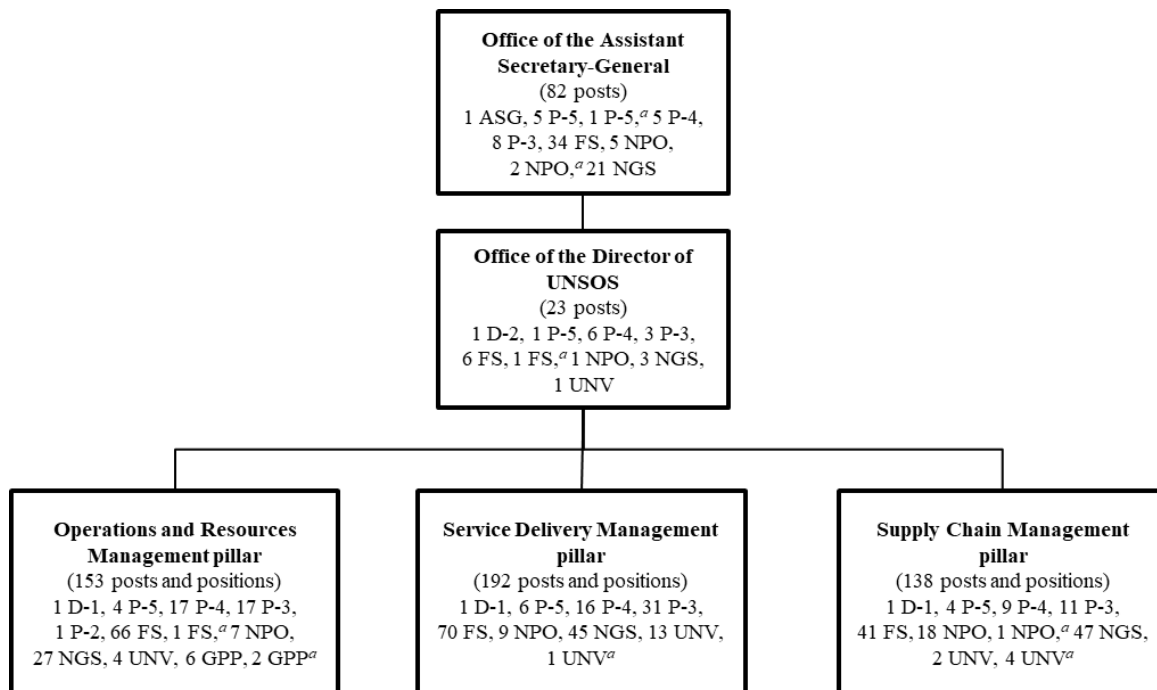 Office of the Assistant
Secretary-General
(82 posts)
1 ASG, 5 P-5, 1 P-5,ᵃ 5 P-4,
8 P-3, 34 FS, 5 NPO,
2 NPO,ᵃ 21 NGS
Office of the Director of
UNSOS
(23 posts)
1 D-2, 1 P-5, 6 P-4, 3 P-3,
6 FS, 1 FS,ᵃ 1 NPO, 3 NGS,
1 UNV
Operations and Resources
Management pillar
(153 posts and positions)
1 D-1, 4 P-5, 17 P-4, 17 P-3,
1 P-2, 66 FS, 1 FS,ᵃ 7 NPO,
27 NGS, 4 UNV, 6 GPP, 2 GPPᵃ
Service Delivery Management
pillar
(192 posts and positions)
1 D-1, 6 P-5, 16 P-4, 31 P-3,
70 FS, 9 NPO, 45 NGS, 13 UNV,
1 UNVᵃ
Supply Chain Management
pillar
(138 posts and positions)
1 D-1, 4 P-5, 9 P-4, 11 P-3,
41 FS, 18 NPO, 1 NPO,ᵃ 47 NGS,
2 UNV, 4 UNVᵃ